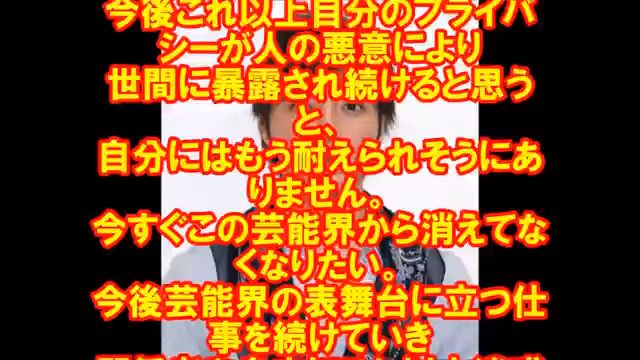 今後これ以上自分のプライバ
シーが人の悪意により
世間に暴露され続けると思う
と、
自分にはもう耐えられそうにあ
りません。
今すぐこの芸能界から消えてな
くなりたい。
今後芸能界の表舞台に立つ仕
事を続けていき